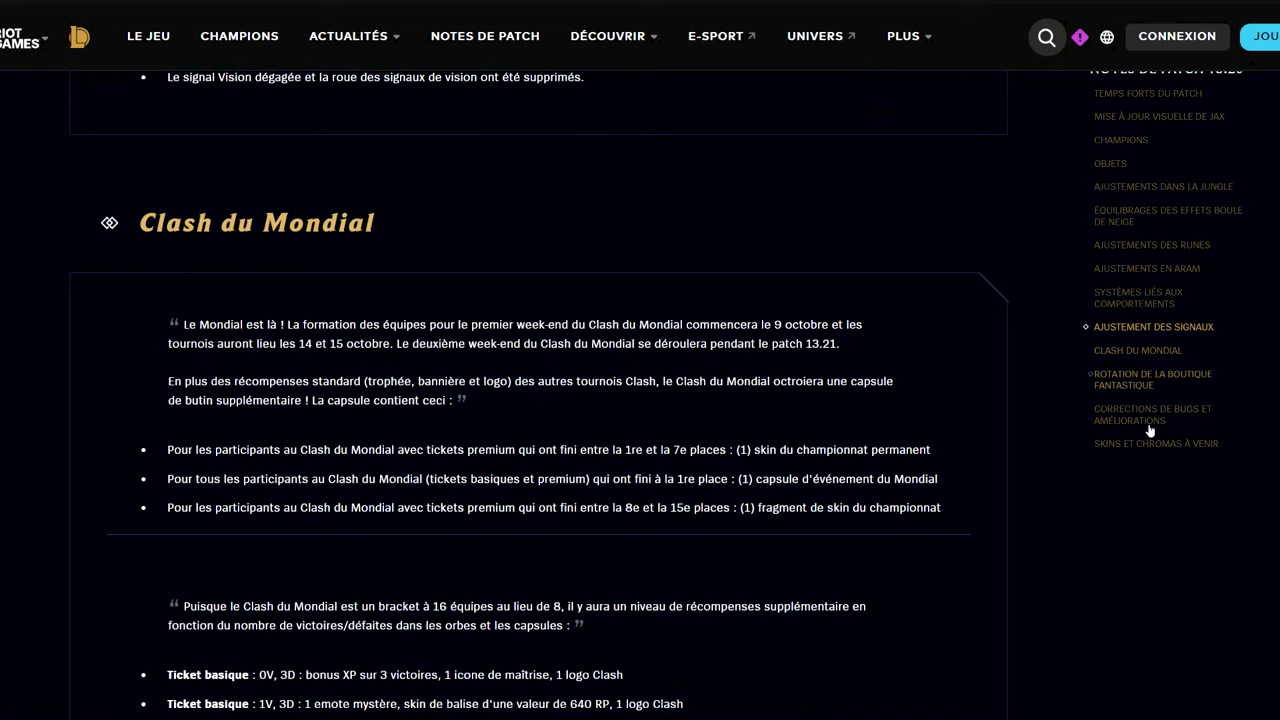 RIOT
GAMES
LE JEU
CHAMPIONS
ACTUALITÉS
NOTES DE PATCH
DÉCOUVRIR
E-SPORT
UNIVERS
PLUS
CONNEXION
JOU
• Le signal Vision dégagée et la roue des signaux de vision ont été supprimés.
Clash du Mondial
“ Le Mondial est là ! La formation des équipes pour le premier week-end du Clash du Mondial commencera le 9 octobre et les
tournois auront lieu les 14 et 15 octobre. Le deuxième week-end du Clash du Mondial se déroulera pendant le patch 13.21.
En plus des récompenses standard (trophée, bannière et logo) des autres tournois Clash, le Clash du Mondial octroiera une capsule
de butin supplémentaire ! La capsule contient ceci : ”
• Pour les participants au Clash du Mondial avec tickets premium qui ont fini entre la 1re et la 7e places : (1) skin du championnat permanent
• Pour tous les participants au Clash du Mondial (tickets basiques et premium) qui ont fini à la 1re place : (1) capsule d'événement du Mondial
• Pour les participants au Clash du Mondial avec tickets premium qui ont fini entre la 8e et la 15e places : (1) fragment de skin du championnat
“ Puisque le Clash du Mondial est un bracket à 16 équipes au lieu de 8, il y aura un niveau de récompenses supplémentaire en
fonction du nombre de victoires/défaites dans les orbes et les capsules : ”
• Ticket basique : 0V, 3D : bonus XP sur 3 victoires, 1 icone de maîtrise, 1 logo Clash
• Ticket basique : 1V, 3D : 1 emote mystère, skin de balise d'une valeur de 640 RP, 1 logo Clash
NOTES DE PATCH 13.20
TEMPS FORTS DU PATCH
MISE À JOUR VISUELLE DE JAX
CHAMPIONS
OBJETS
AJUSTEMENTS DANS LA JUNGLE
ÉQUILIBRAGES DES EFFETS BOULE
DE NEIGE
AJUSTEMENTS DES RUNES
AJUSTEMENTS EN ARAM
SYSTÈMES LIÉS AUX
COMPORTEMENTS
AJUSTEMENT DES SIGNAUX
CLASH DU MONDIAL
ROTATION DE LA BOUTIQUE
FANTASTIQUE
CORRECTIONS DE BUGS ET
AMÉLIORATIONS
SKINS ET CHROMAS À VENIR